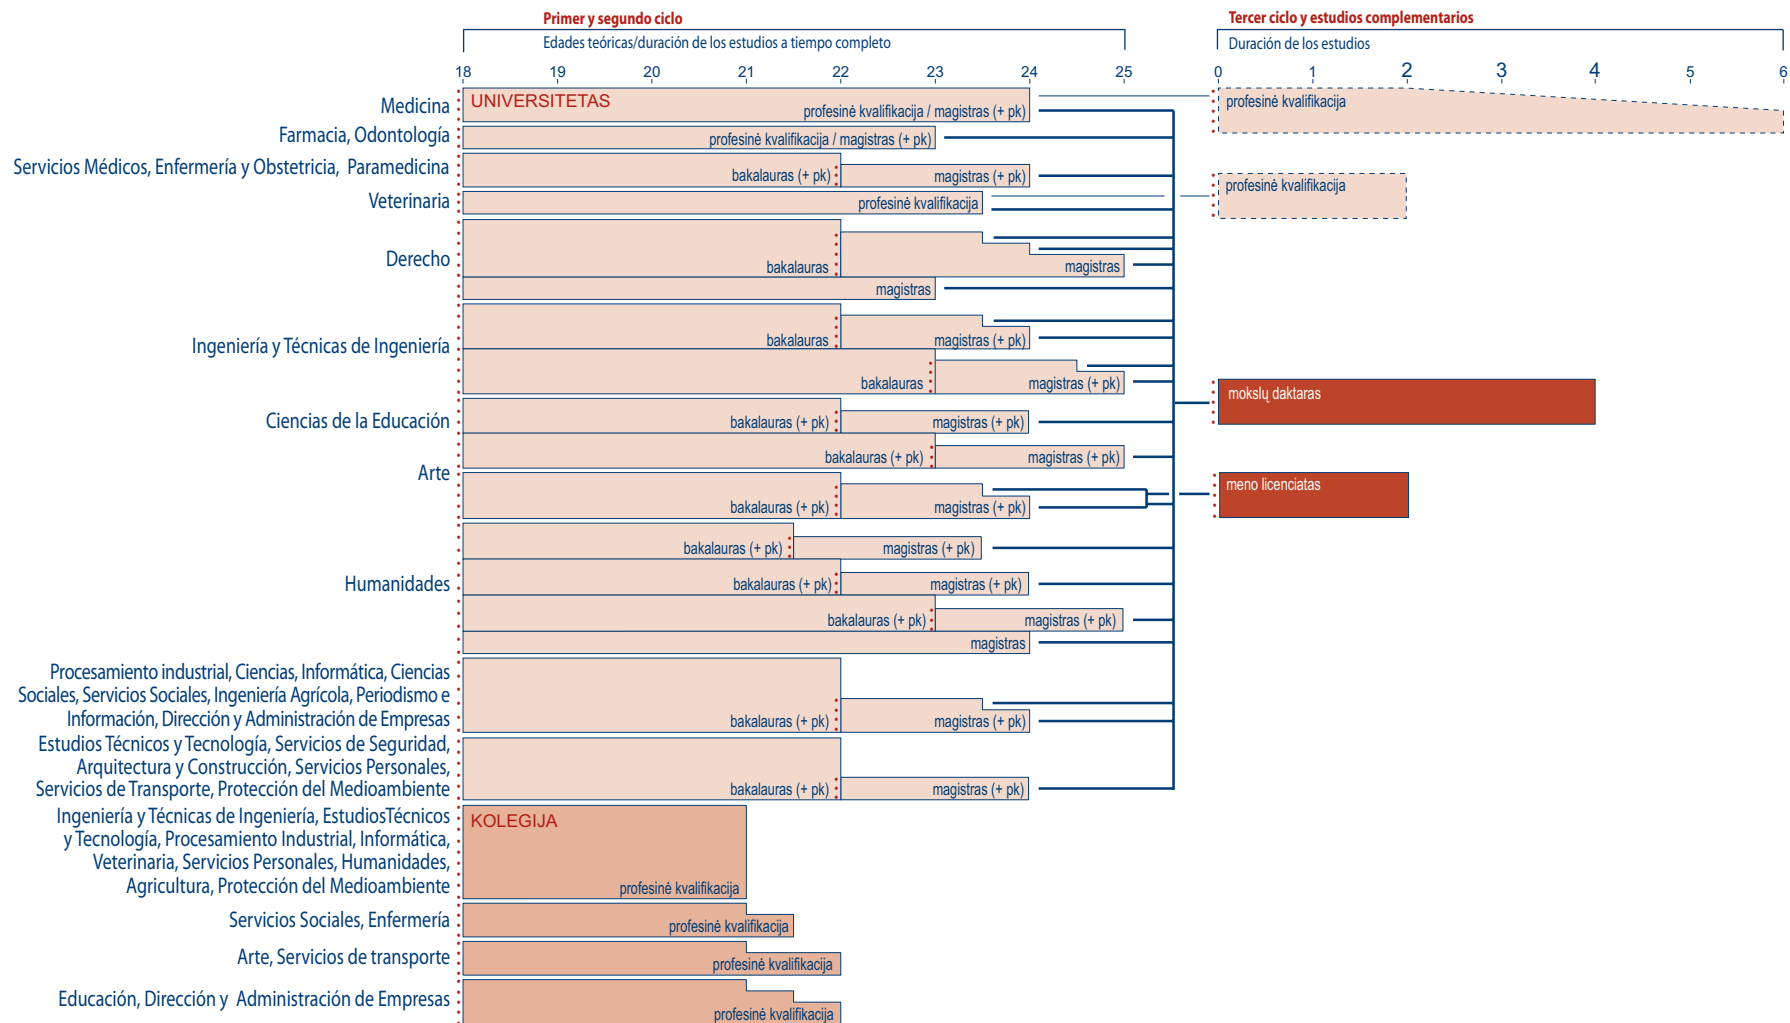 Primer y segundo ciclo
Edades teóricas/duración de los estudios a tiempo completo
Tercer ciclo y estudios complementarios
Duración de los estudios
18 19 20 21 22 23 24 25
0 1 2 3 4 5 6
Medicina
UNIVERSITETAS
profesinė kvalifikacija / magistras (+ pk)
profesinė kvalifikacija
Farmacia, Odontología
profesinė kvalifikacija / magistras (+ pk)
Servicios Médicos, Enfermería y Obstetricia, Paramedicina
bakalauras (+ pk)
magistras (+ pk)
Veterinaria
profesinė kvalifikacija
profesinė kvalifikacija
Derecho
bakalauras
magistras
magistras
Ingeniería y Técnicas de Ingeniería
bakalauras
magistras (+ pk)
bakalauras
magistras (+ pk)
mokslų daktaras
Ciencias de la Educación
bakalauras (+ pk)
magistras (+ pk)
bakalauras (+ pk)
magistras (+ pk)
Arte
bakalauras (+ pk)
magistras (+ pk)
meno licenciatas
Humanidades
bakalauras (+ pk)
magistras (+ pk)
bakalauras (+ pk)
magistras (+ pk)
bakalauras (+ pk)
magistras (+ pk)
magistras
Procesamiento industrial, Ciencias, Informática, Ciencias
Sociales, Servicios Sociales, Ingeniería Agrícola, Periodismo e
Información, Dirección y Administración de Empresas
bakalauras (+ pk)
magistras (+ pk)
Estudios Técnicos y Tecnología, Servicios de Seguridad,
Arquitectura y Construcción, Servicios Personales,
Servicios de Transporte, Protección del Medioambiente
bakalauras (+ pk)
magistras (+ pk)
Ingeniería y Técnicas de Ingeniería, EstudiosTécnicos
y Tecnología, Procesamiento Industrial, Informática,
Veterinaria, Servicios Personales, Humanidades,
Agricultura, Protección del Medioambiente
KOLEGIJA
profesinė kvalifikacija
Servicios Sociales, Enfermería
profesinė kvalifikacija
Arte, Servicios de transporte
profesinė kvalifikacija
Educación, Dirección y Administración de Empresas
profesinė kvalifikacija